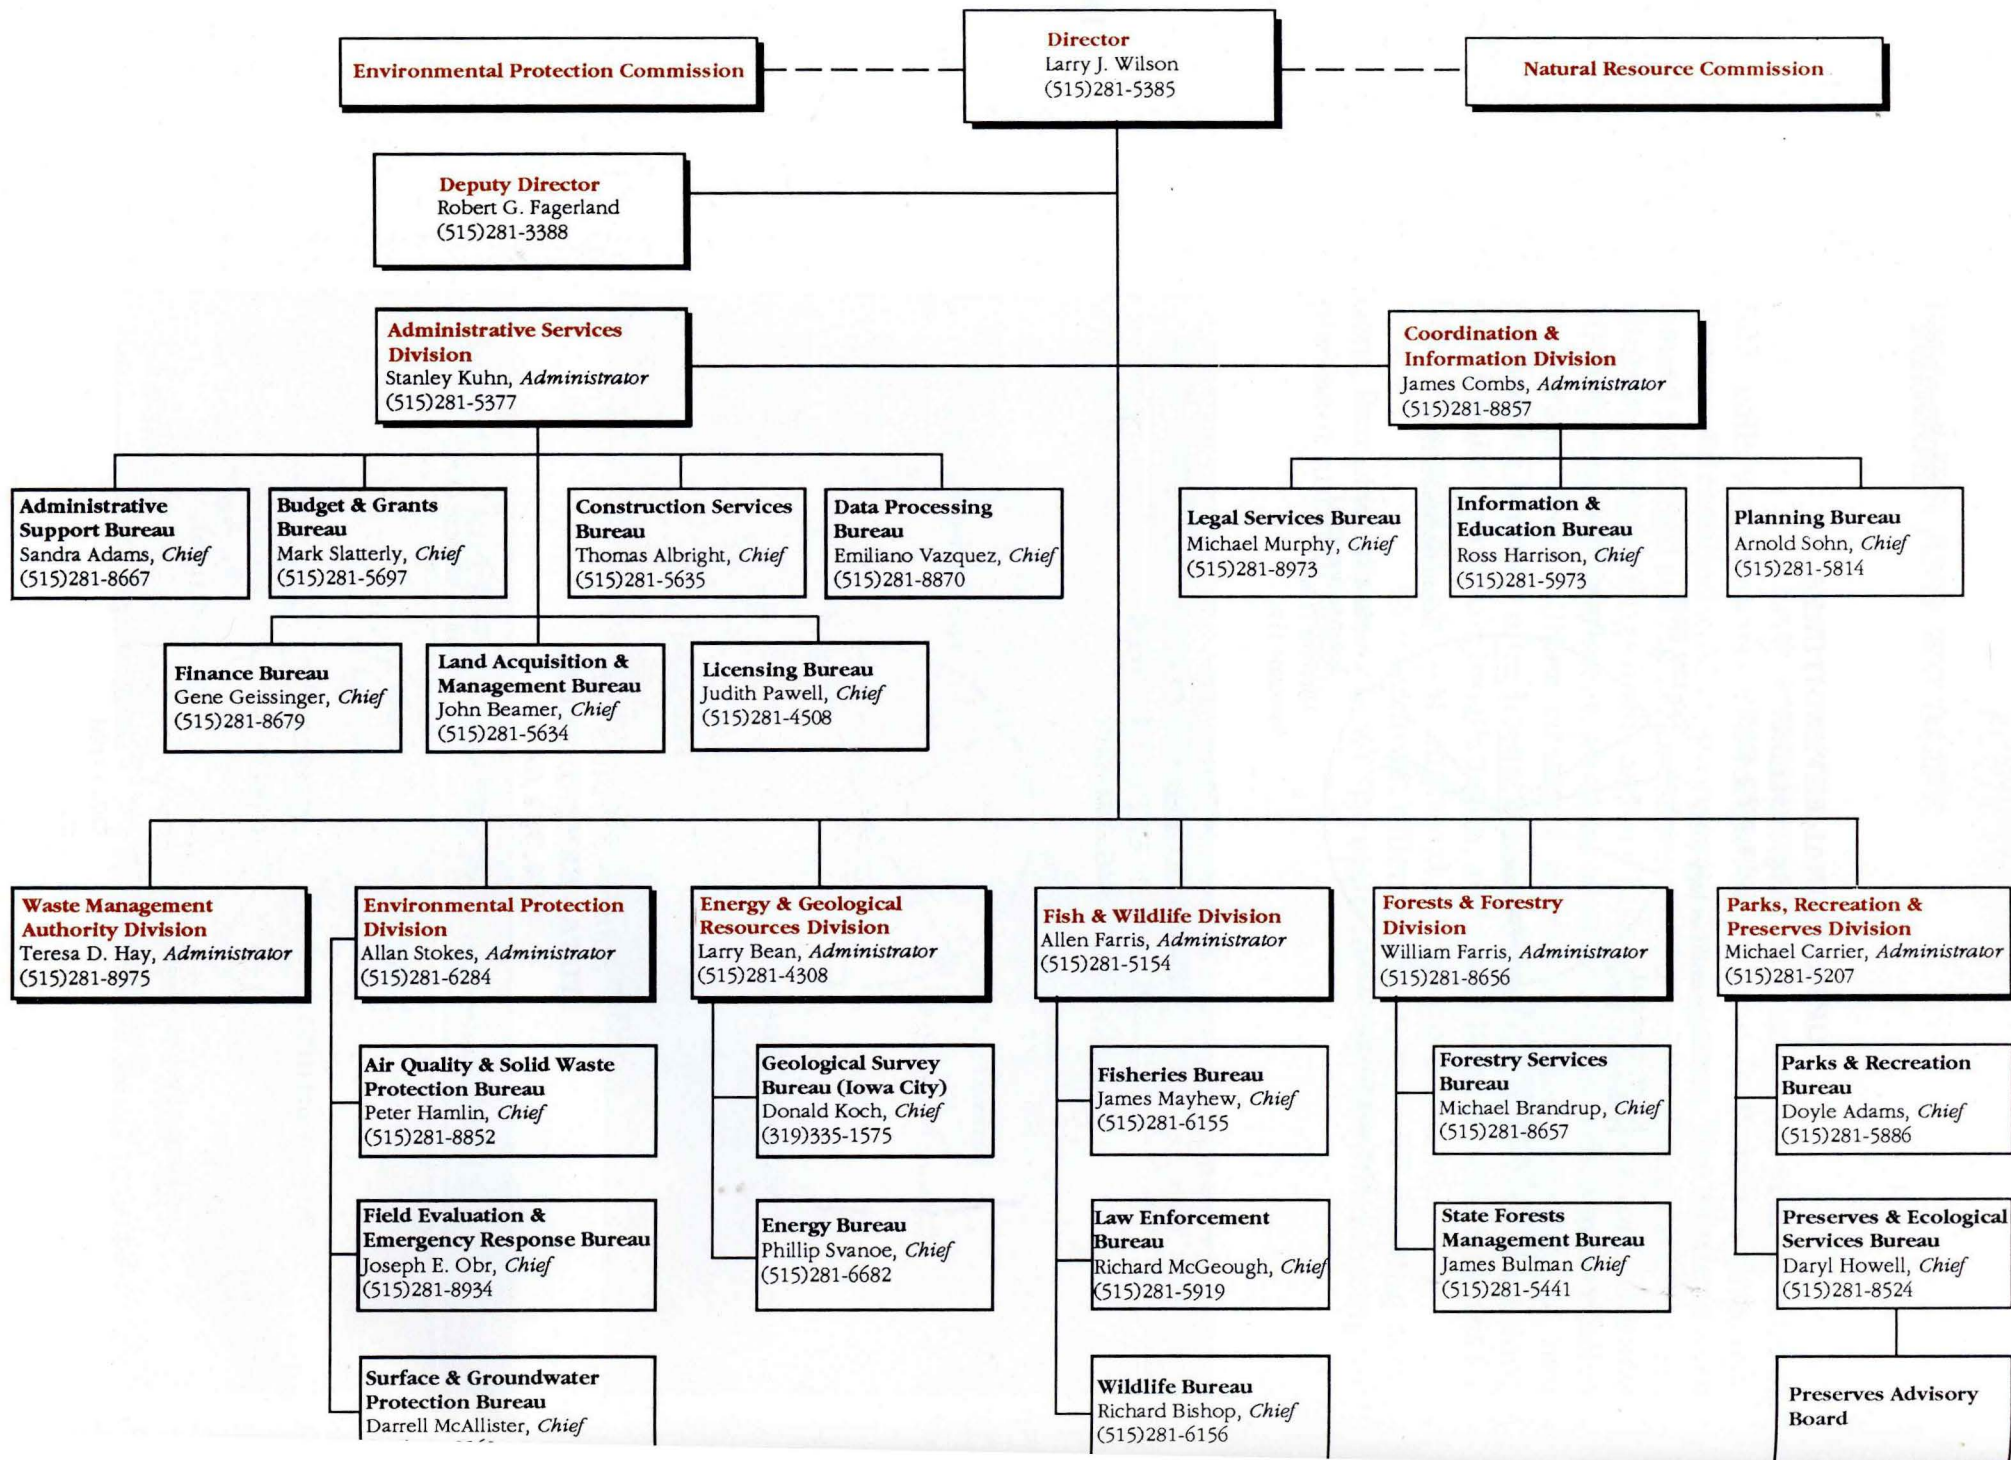 Environmental Protection Commission
Director
Larry J. Wilson
(515)281-5385
Natural Resource Commission
Deputy Director
Robert G. Fagerland
(515)281-3388
Administrative Services
Division
Stanley Kuhn, Administrator
(515)281-5377
Coordination &
Information Division
James Combs, Administrator
(515)281-8857
Administrative
Support Bureau
Sandra Adams, Chief
(515)281-8667
Budget & Grants
Bureau
Mark Slatterly, Chief
(515)281-5697
Construction Services
Bureau
Thomas Albright, Chief
(515)281-5635
Data Processing
Bureau
Emiliano Vazquez, Chief
(515)281-8870
Legal Services Bureau
Michael Murphy, Chief
(515)281-8973
Information &
Education Bureau
Ross Harrison, Chief
(515)281-5973
Planning Bureau
Arnold Sohn, Chief
(515)281-5814
Finance Bureau
Gene Geissinger, Chief
(515)281-8679
Land Acquisition &
Management Bureau
John Beamer, Chief
(515)281-5634
Licensing Bureau
Judith Pawell, Chief
(515)281-4508
Waste Management
Authority Division
Teresa D. Hay, Administrator
(515)281-8975
Environmental Protection
Division
Allan Stokes, Administrator
(515)281-6284
Energy & Geological
Resources Division
Larry Bean, Administrator
(515)281-4308
Fish & Wildlife Division
Allen Farris, Administrator
(515)281-5154
Forests & Forestry
Division
William Farris, Administrator
(515)281-8656
Parks, Recreation &
Preserves Division
Michael Carrier, Administrator
(515)281-5207
Air Quality & Solid Waste
Protection Bureau
Peter Hamlin, Chief
(515)281-8852
Geological Survey
Bureau (Iowa City)
Donald Koch, Chief
(319)335-1575
Fisheries Bureau
James Mayhew, Chief
(515)281-6155
Forestry Services
Bureau
Michael Brandrup, Chief
(515)281-8657
Parks & Recreation
Bureau
Doyle Adams, Chief
(515)281-5886
Field Evaluation &
Emergency Response Bureau
Joseph E. Obr, Chief
(515)281-8934
Energy Bureau
Phillip Svanoe, Chief
(515)281-6682
Law Enforcement
Bureau
Richard McGeough, Chief
(515)281-5919
State Forests
Management Bureau
James Bulman Chief
(515)281-5441
Preserves & Ecological
Services Bureau
Daryl Howell, Chief
(515)281-8524
Surface & Groundwater
Protection Bureau
Darrell McAllister, Chief
Wildlife Bureau
Richard Bishop, Chief
(515)281-6156
Preserves Advisory
Board